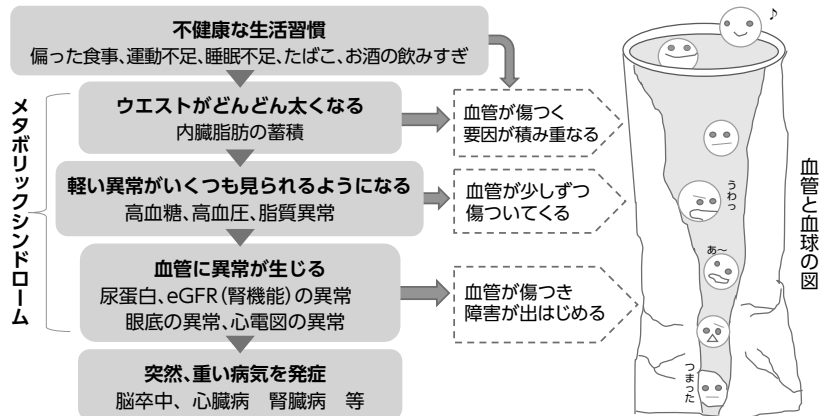 不健康な生活習慣
偏った食事、運動不足、睡眠不足、たばこ、お酒の飲みすぎ
メタボリックシンドローム
ウエストがどんどん太くなる
内臓脂肪の蓄積
血管が傷つく
要因が積み重なる
軽い異常がいくつも見られるようになる
高血糖、高血圧、脂質異常
血管が少しずつ
傷ついてくる
血管に異常が生じる
尿蛋白、eGFR(腎機能)の異常
眼底の異常、心電図の異常
血管が傷つき
障害が出はじめる
突然、重い病気を発症
脳卒中、心臓病 腎臓病 等
♪
うわっ
あ〜
つまった
血管と血球の図